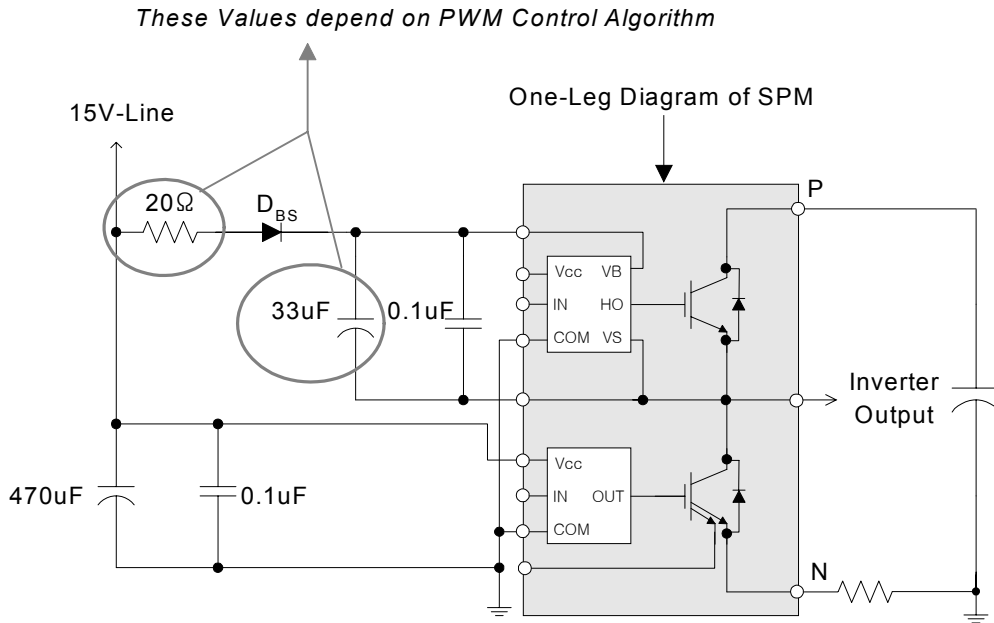 These Values depend on PWM Control Algorithm
One-Leg Diagram of SPM
15V-Line
P
20Ω
D_BS
Vcc
VB
IN
HO
COM
VS
33uF
0.1uF
Inverter
Output
Vcc
IN
OUT
COM
470uF
0.1uF
N